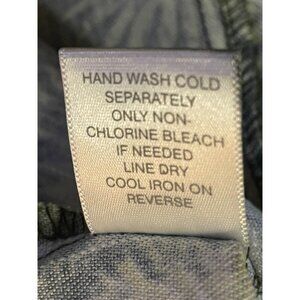 HAND WASH COLD
SEPARATELY
ONLY NON-
CHLORINE BLEACH
IF NEEDED
LINE DRY
COOL IRON ON
REVERSE